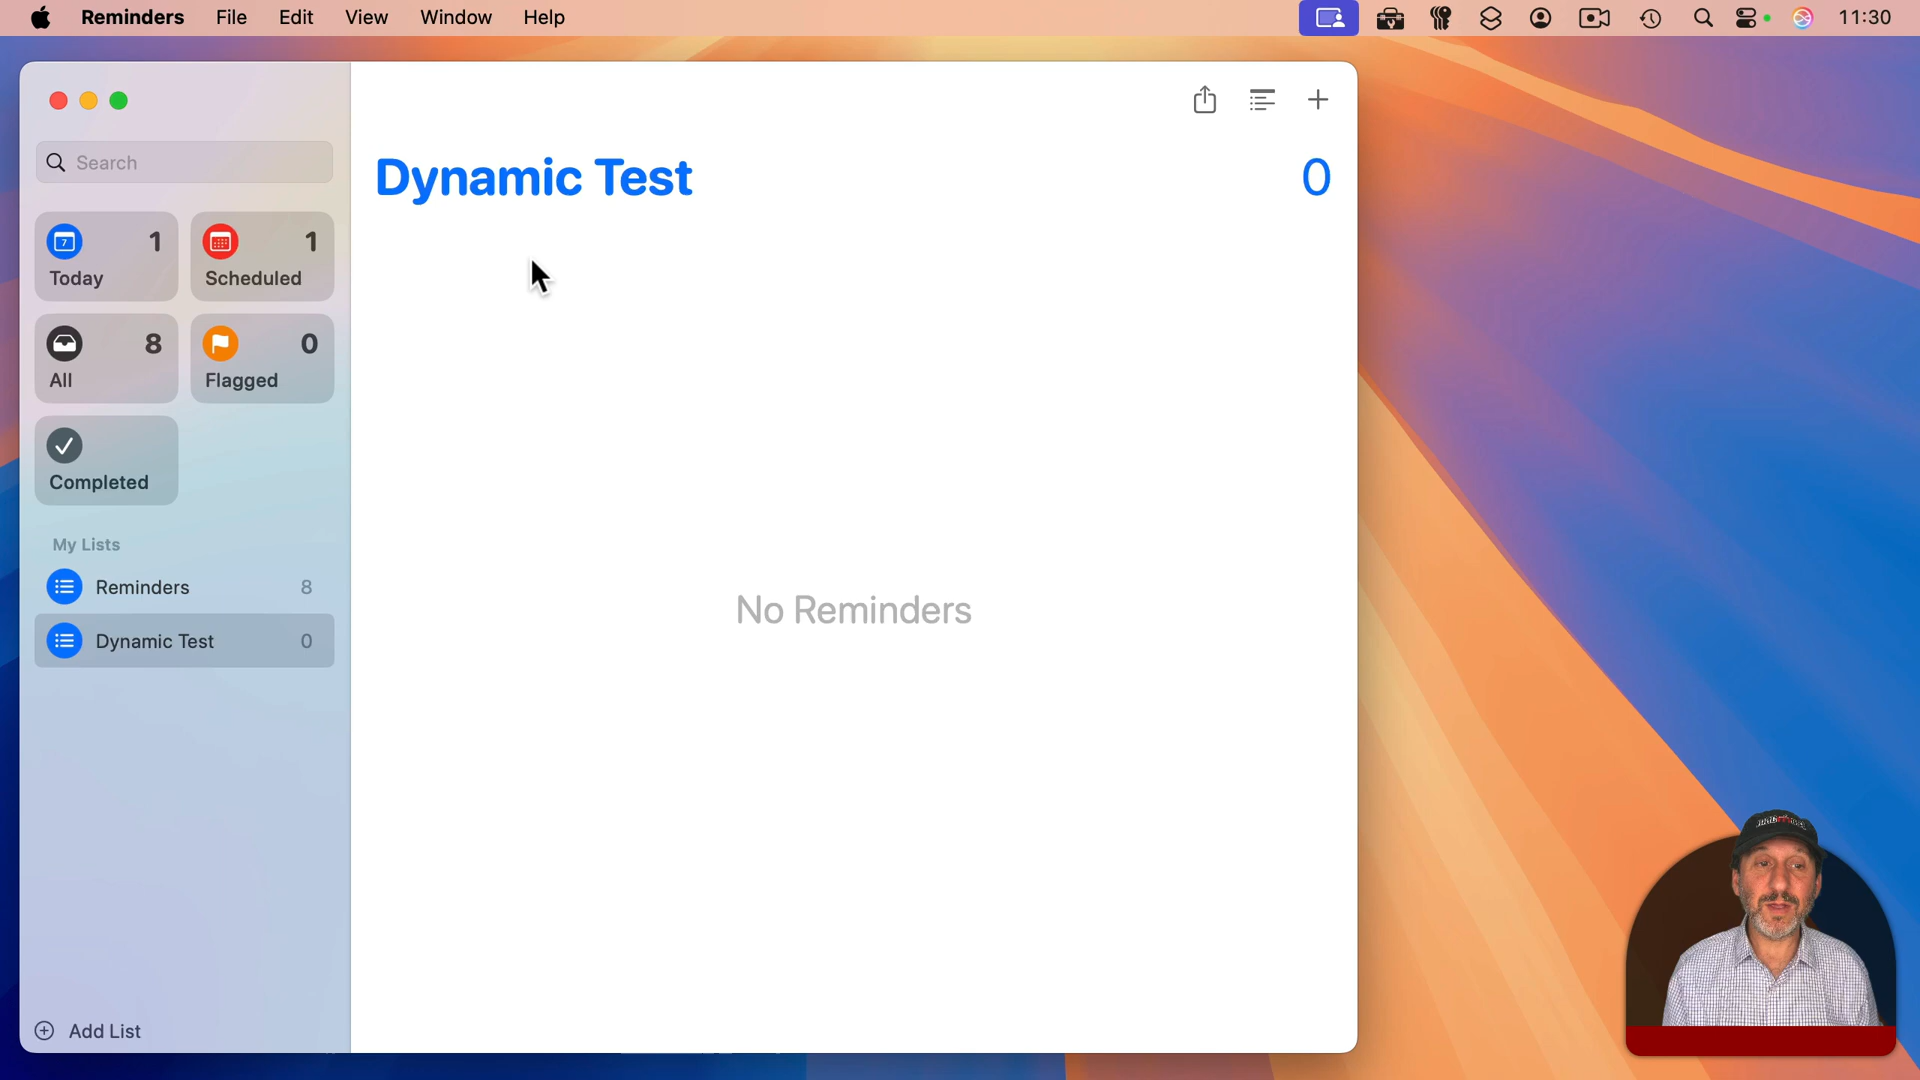 Reminders File Edit View Window Help 11:30
Search
Dynamic Test 0
7 1 1
Today Scheduled
8 0
All Flagged
Completed
My Lists
Reminders 8
No Reminders
Dynamic Test 0
Add List